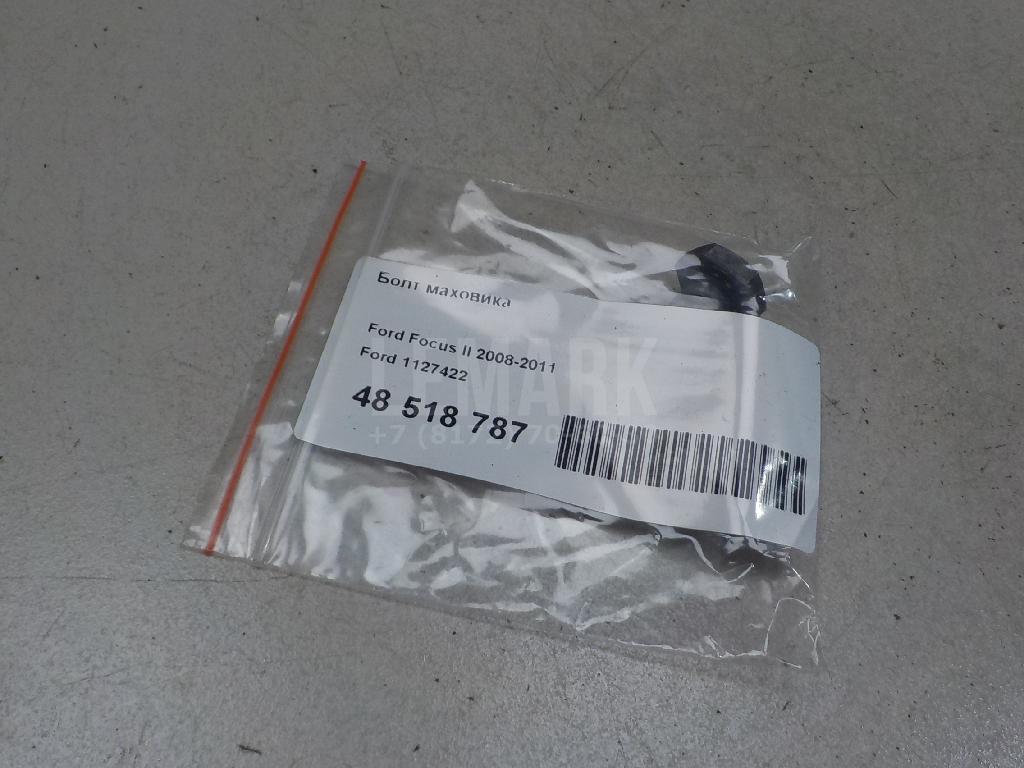 Болт маховика
Ford Focus II 2008-2011
Ford 1127422
48 518 787